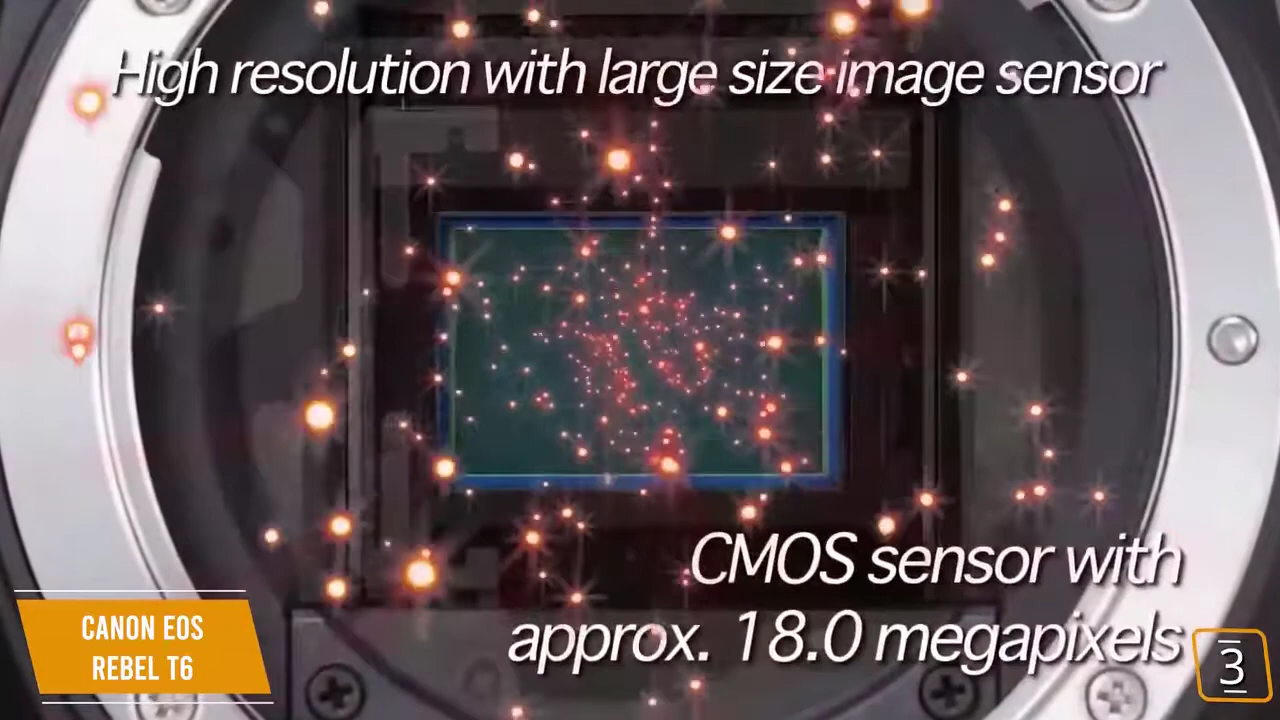 High resolution with large size image sensor
CMOS sensor with
approx. 18.0 megapixels
CANON EOS
REBEL T6
3